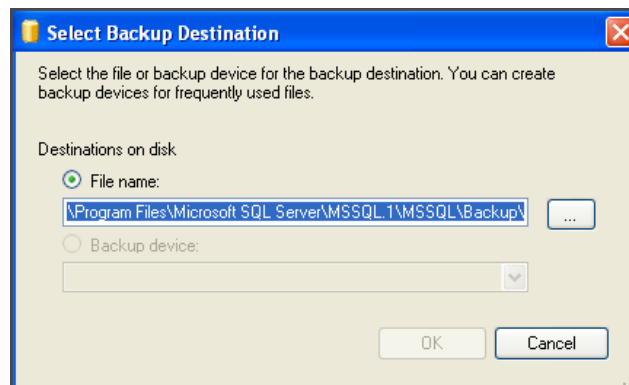 Select Backup Destination
Select the file or backup device for the backup destination. You can create
backup devices for frequently used files.
Destinations on disk
File name:
\Program Files\Microsoft SQL Server\MSSQL.1\MSSQL\Backup\
...
Backup device:
OK
Cancel